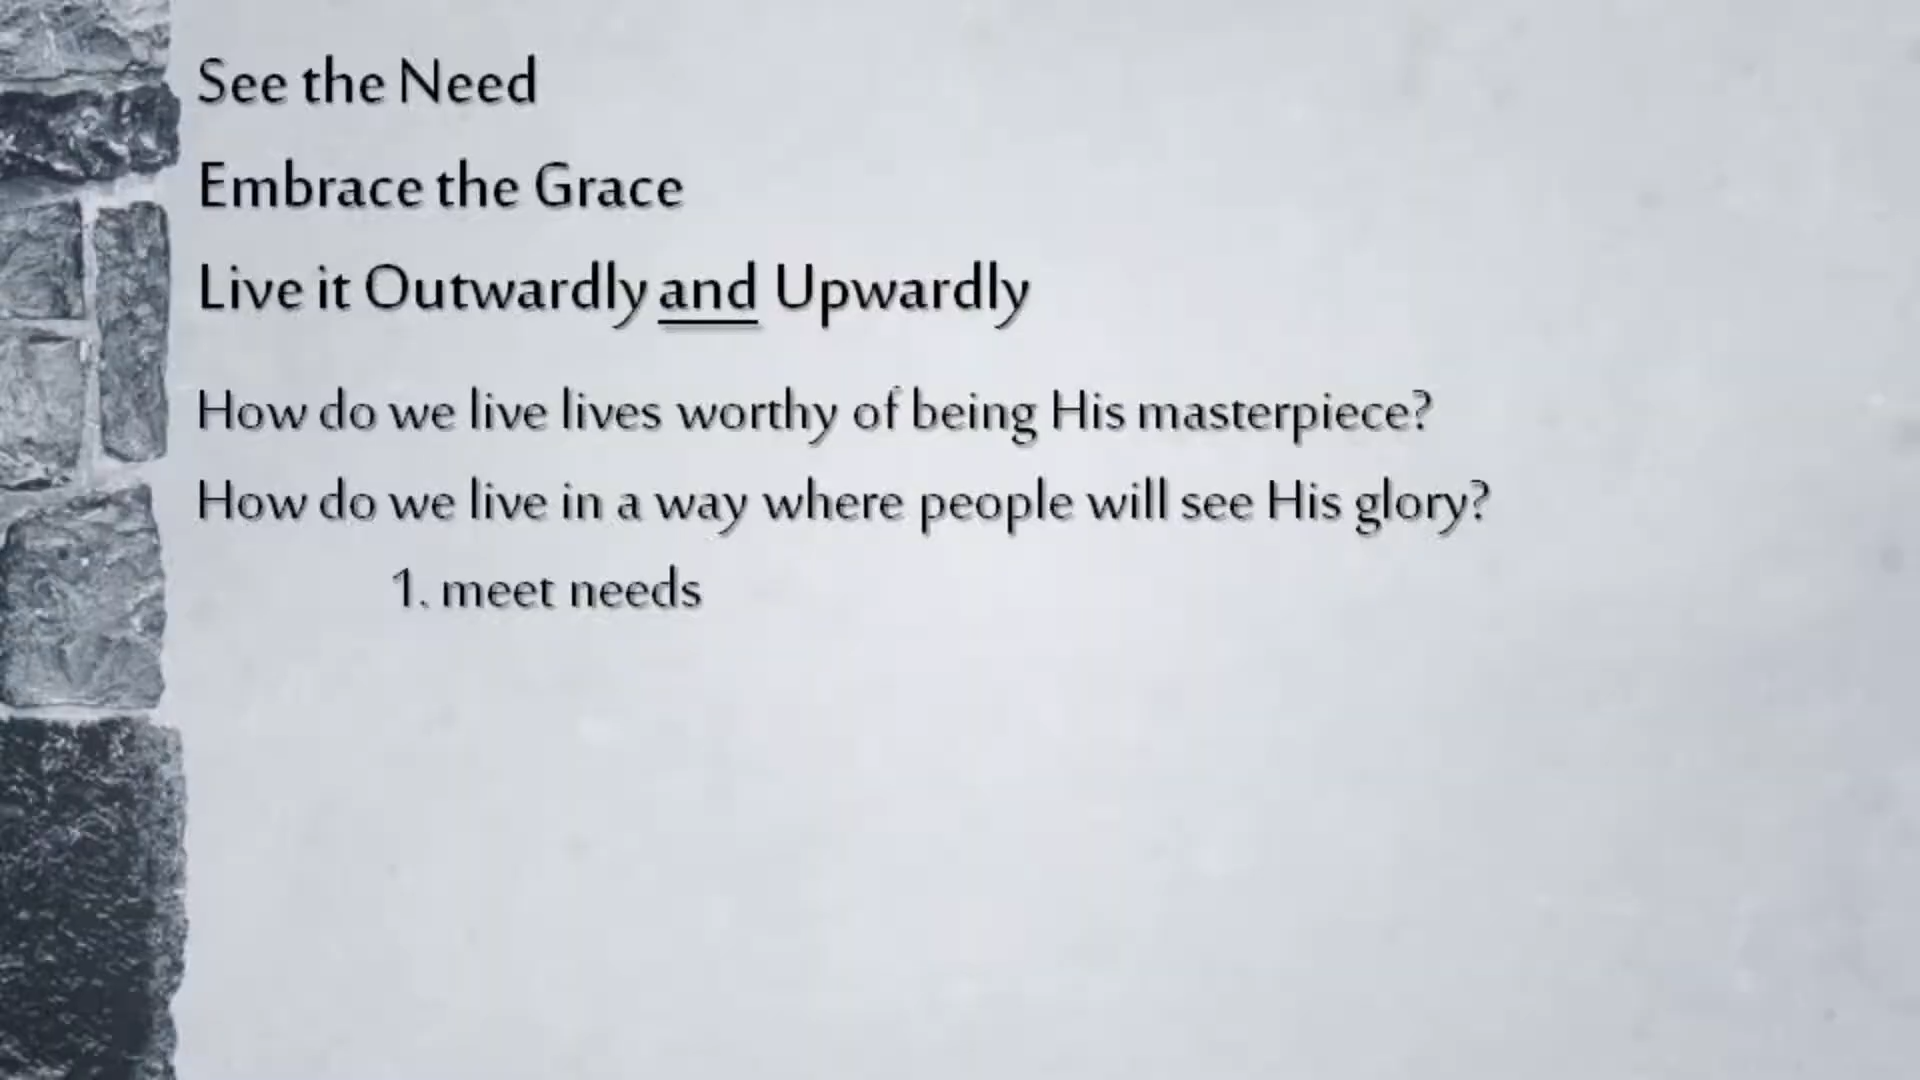 See the Need
Embrace the Grace
Live it Outwardly and Upwardly
How do we live lives worthy of being His masterpiece?
How do we live in a way where people will see His glory?
1. meet needs